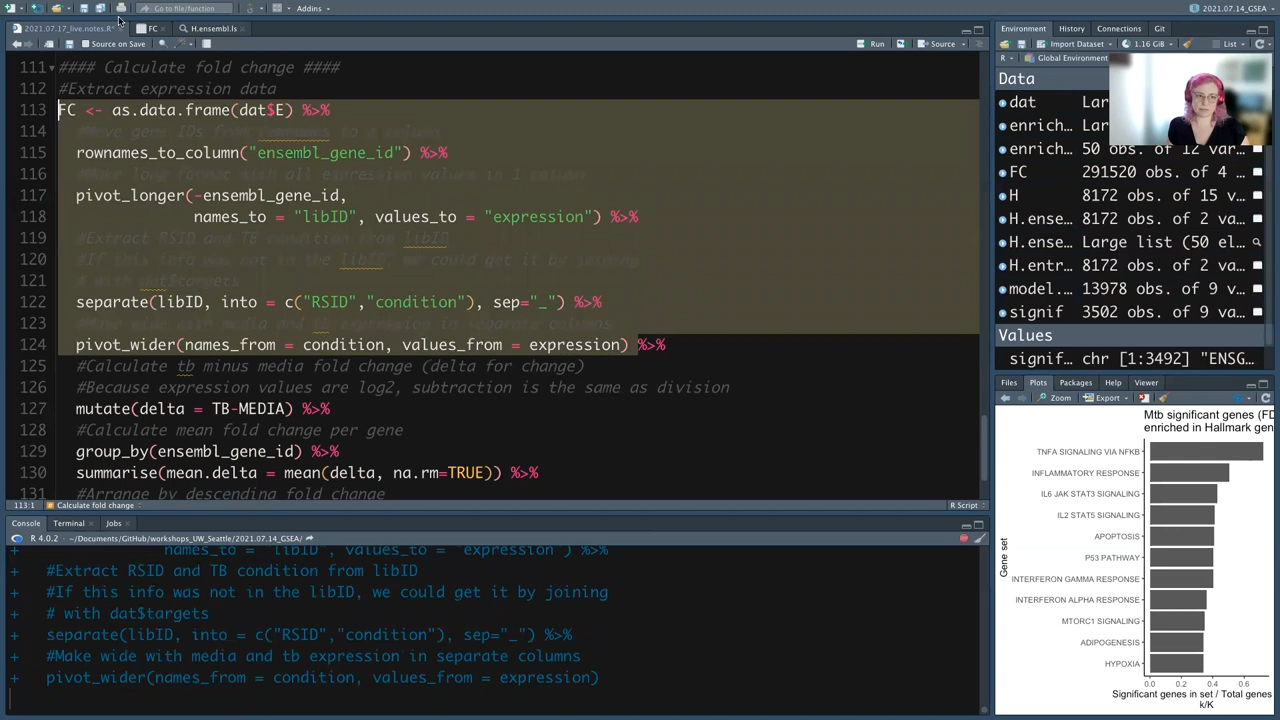 Go to file/function
Addins
2021.07.14_GSEA
2021.07.17_live.notes.R*
FC
H.ensembl.ls
Source on Save
Run
Source
111 #### Calculate fold change ####
112 #Extract expression data
113 FC <- as.data.frame(dat$E) %>%
114 #Move gene IDs from rownames to a column
115 rownames_to_column("ensembl_gene_id") %>%
116 #Make long format with all expression values in 1 column
117 pivot_longer(-ensembl_gene_id,
118 names_to = "libID", values_to = "expression") %>%
119 #Extract RSID and TB condition from libID
120 #If this info was not in the libID, we could get it by joining
121 # with dat$targets
122 separate(libID, into = c("RSID","condition"), sep="_") %>%
123 #Make wide with media and tb expression in separate columns
124 pivot_wider(names_from = condition, values_from = expression) %>%
125 #Calculate tb minus media fold change (delta for change)
126 #Because expression values are log2, subtraction is the same as division
127 mutate(delta = TB-MEDIA) %>%
128 #Calculate mean fold change per gene
129 group_by(ensembl_gene_id) %>%
130 summarise(mean.delta = mean(delta, na.rm=TRUE)) %>%
131 #Arrange by descending fold change
113:1
Calculate fold change
R Script
Console
Terminal
Jobs
R 4.0.2 · ~/Documents/GitHub/workshops_UW_Seattle/2021.07.14_GSEA/
+ names_to = "libID", values_to = "expression") %>%
+ #Extract RSID and TB condition from libID
+ #If this info was not in the libID, we could get it by joining
+ # with dat$targets
+ separate(libID, into = c("RSID","condition"), sep="_") %>%
+ #Make wide with media and tb expression in separate columns
+ pivot_wider(names_from = condition, values_from = expression)
Environment
History
Connections
Git
Import Dataset
1.16 GiB
List
R
Global Environment
Data
dat Lar
enrich…
enrich… 50 obs. of 12 var…
FC 291520 obs. of 4 …
H 8172 obs. of 15 v…
H.ense… 8172 obs. of 2 va…
H.ense… Large list (50 el…
H.entr… 8172 obs. of 2 va…
model.… 13978 obs. of 9 v…
signif 3502 obs. of 9 va…
Values
signif… chr [1:3492] "ENSG…
Files
Plots
Packages
Help
Viewer
Zoom
Export
Mtb significant genes (FD
enriched in Hallmark gen
Gene set
TNFA SIGNALING VIA NFKB
INFLAMMATORY RESPONSE
IL6 JAK STAT3 SIGNALING
IL2 STAT5 SIGNALING
APOPTOSIS
P53 PATHWAY
INTERFERON GAMMA RESPONSE
INTERFERON ALPHA RESPONSE
MTORC1 SIGNALING
ADIPOGENESIS
HYPOXIA
0.0 0.2 0.4 0.6
Significant genes in set / Total genes
k/K